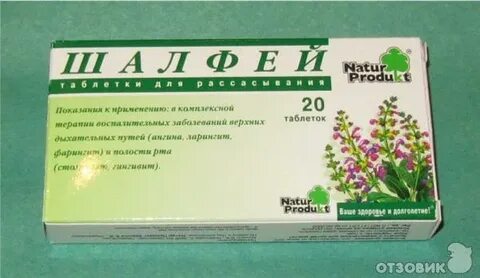 ШАЛФЕЙ
таблетки для рассасывания
Natur
Produkt
20
таблеток
Показания к применению: в комплексной
терапии воспалительных заболеваний верхних
дыхательных путей (ангина, ларингит,
фарингит) и полости рта
(стоматит, гингивит).
Natur
Produkt
Ваше здоровье и долголетие!
ОТЗОВИК